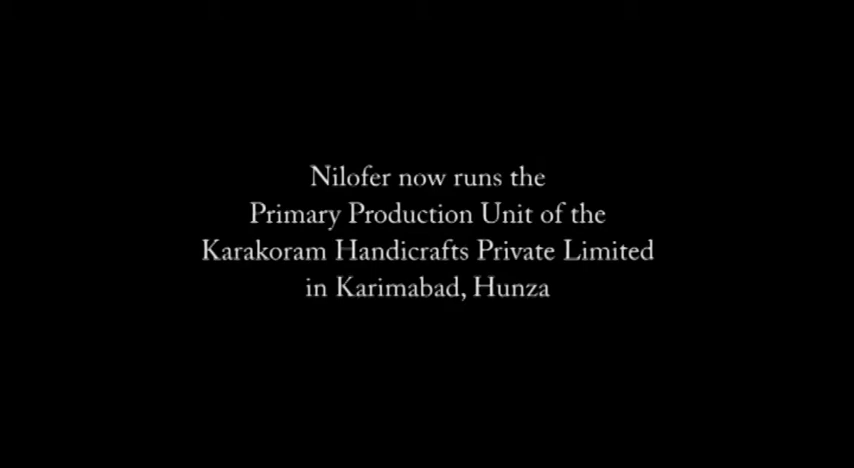 Nilofer now runs the
Primary Production Unit of the
Karakoram Handicrafts Private Limited
in Karimabad, Hunza